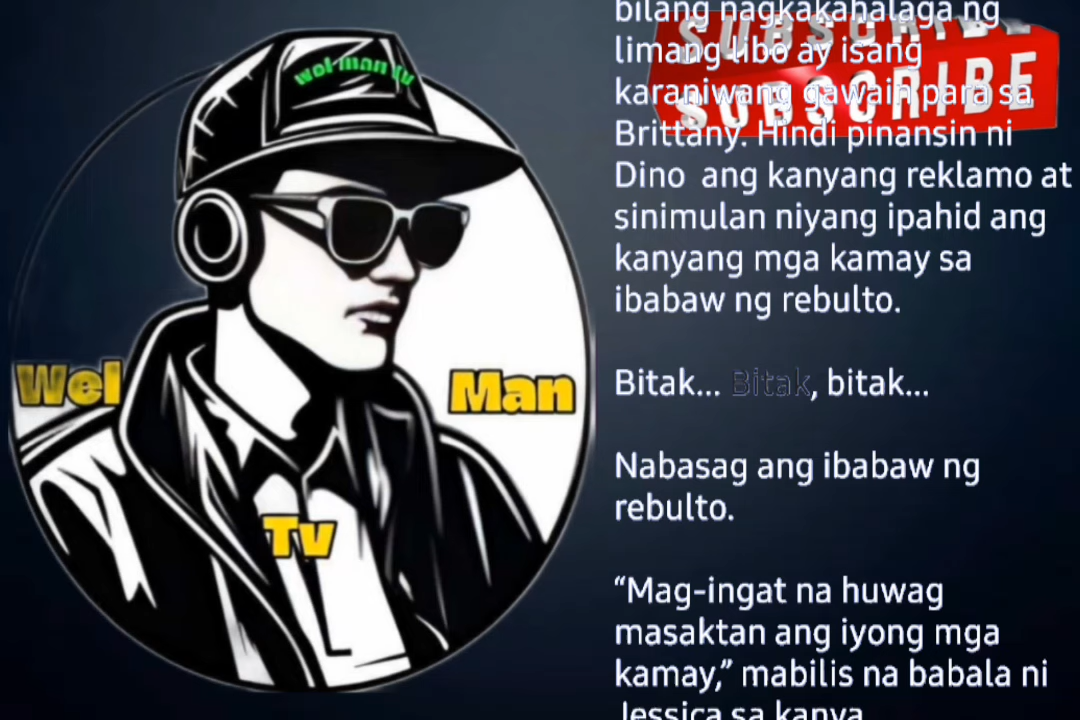 wel man tv
Wel
Man
Tv
SUBSCRIBE
SUBSCRIBE
bilang nagkakahalaga ng
limang libo ay isang
karaniwang gawain para sa
Brittany. Hindi pinansin ni
Dino ang kanyang reklamo at
sinimulan niyang ipahid ang
kanyang mga kamay sa
ibabaw ng rebulto.
Bitak... Bitak, bitak...
Nabasag ang ibabaw ng
rebulto.
“Mag-ingat na huwag
masaktan ang iyong mga
kamay,” mabilis na babala ni
Jessica sa kanya